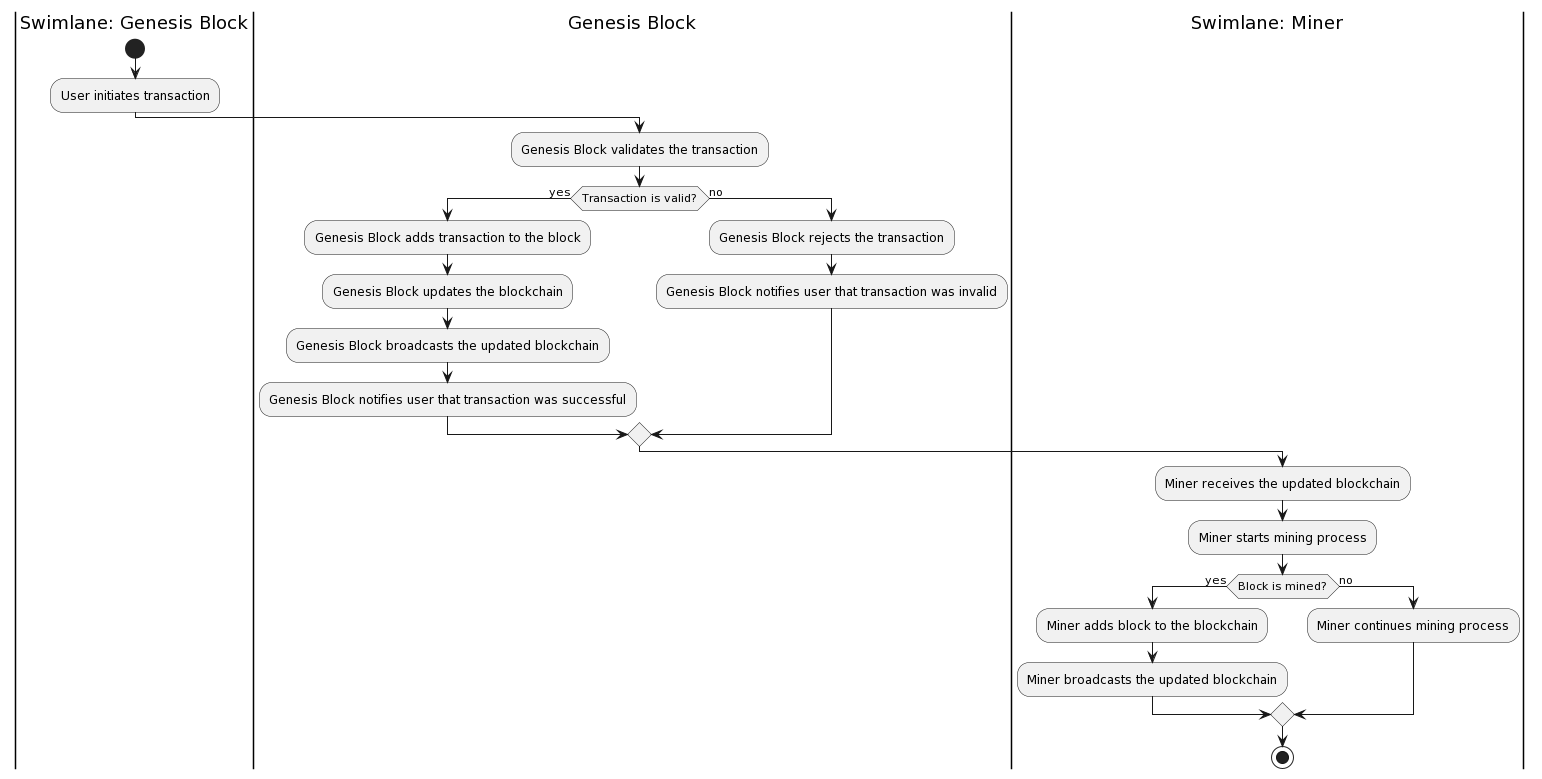 Swimlane: Genesis Block
Genesis Block
Swimlane: Miner
User initiates transaction
Genesis Block validates the transaction
yes
Transaction is valid?
no
Genesis Block adds transaction to the block
Genesis Block rejects the transaction
Genesis Block updates the blockchain
Genesis Block notifies user that transaction was invalid
Genesis Block broadcasts the updated blockchain
Genesis Block notifies user that transaction was successful
Miner receives the updated blockchain
Miner starts mining process
yes
Block is mined?
no
Miner adds block to the blockchain
Miner continues mining process
Miner broadcasts the updated blockchain